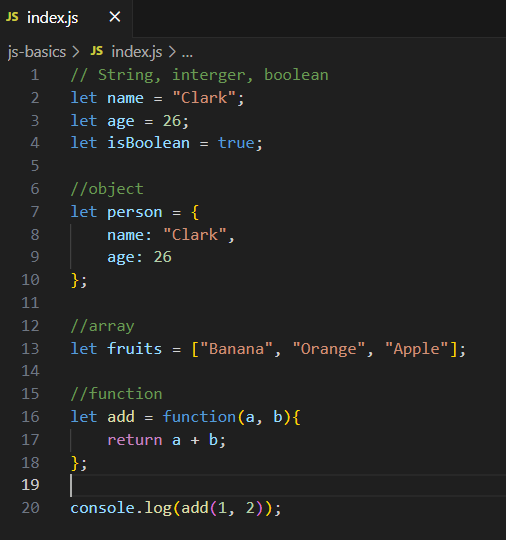 JS index.js ×
js-basics > JS index.js > ...
1 // String, interger, boolean
2 let name = "Clark";
3 let age = 26;
4 let isBoolean = true;
5
6 //object
7 let person = {
8     name: "Clark",
9     age: 26
10 };
11
12 //array
13 let fruits = ["Banana", "Orange", "Apple"];
14
15 //function
16 let add = function(a, b){
17     return a + b;
18 };
19
20 console.log(add(1, 2));